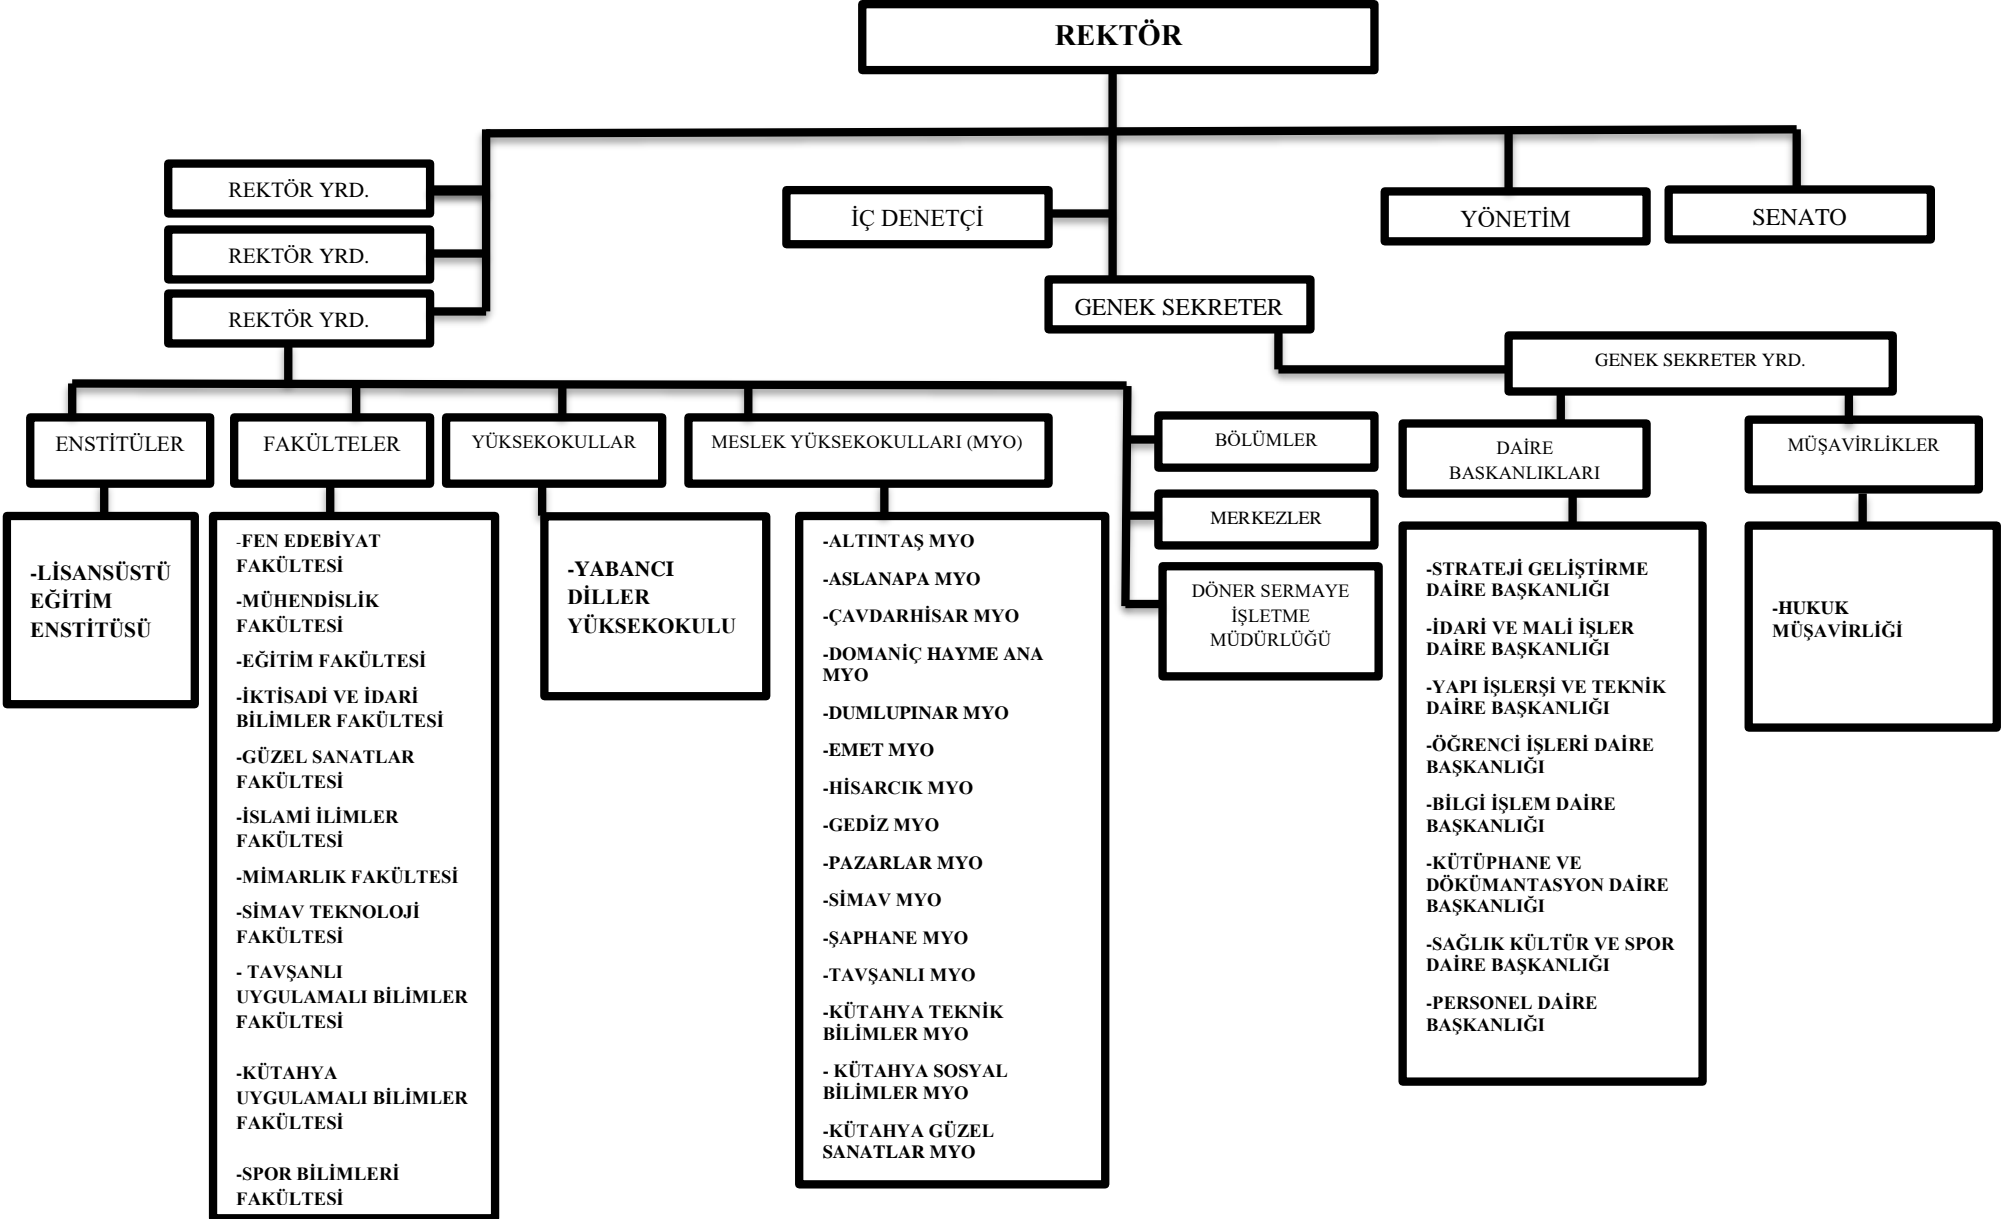 REKTÖR
REKTÖR YRD.
REKTÖR YRD.
REKTÖR YRD.
İÇ DENETÇİ
YÖNETİM
SENATO
GENEK SEKRETER
GENEK SEKRETER YRD.
ENSTİTÜLER
FAKÜLTELER
YÜKSEKOKULLAR
MESLEK YÜKSEKOKULLARI (MYO)
BÖLÜMLER
MERKEZLER
DÖNER SERMAYE
İŞLETME
MÜDÜRLÜĞÜ
DAİRE
BASKANLIKLARI
MÜŞAVİRLİKLER
-LİSANSÜSTÜ
EĞİTİM
ENSTİTÜSÜ
-FEN EDEBİYAT
FAKÜLTESİ
-MÜHENDİSLİK
FAKÜLTESİ
-EĞİTİM FAKÜLTESİ
-İKTİSADİ VE İDARİ
BİLİMLER FAKÜLTESİ
-GÜZEL SANATLAR
FAKÜLTESİ
-İSLAMİ İLİMLER
FAKÜLTESİ
-MİMARLIK FAKÜLTESİ
-SİMAV TEKNOLOJİ
FAKÜLTESİ
- TAVŞANLI
UYGULAMALI BİLİMLER
FAKÜLTESİ
-KÜTAHYA
UYGULAMALI BİLİMLER
FAKÜLTESİ
-SPOR BİLİMLERİ
FAKÜLTESİ
-YABANCI
DİLLER
YÜKSEKOKULU
-ALTINTAŞ MYO
-ASLANAPA MYO
-ÇAVDARHİSAR MYO
-DOMANİÇ HAYME ANA
MYO
-DUMLUPINAR MYO
-EMET MYO
-HİSARCIK MYO
-GEDİZ MYO
-PAZARLAR MYO
-SİMAV MYO
-ŞAPHANE MYO
-TAVŞANLI MYO
-KÜTAHYA TEKNİK
BİLİMLER MYO
- KÜTAHYA SOSYAL
BİLİMLER MYO
-KÜTAHYA GÜZEL
SANATLAR MYO
-STRATEJİ GELİŞTİRME
DAİRE BAŞKANLIĞI
-İDARİ VE MALİ İŞLER
DAİRE BAŞKANLIĞI
-YAPI İŞLERŞİ VE TEKNİK
DAİRE BAŞKANLIĞI
-ÖĞRENCİ İŞLERİ DAİRE
BAŞKANLIĞI
-BİLGİ İŞLEM DAİRE
BAŞKANLIĞI
-KÜTÜPHANE VE
DÖKÜMANTASYON DAİRE
BAŞKANLIĞI
-SAĞLIK KÜLTÜR VE SPOR
DAİRE BAŞKANLIĞI
-PERSONEL DAİRE
BAŞKANLIĞI
-HUKUK
MÜŞAVİRLİĞİ